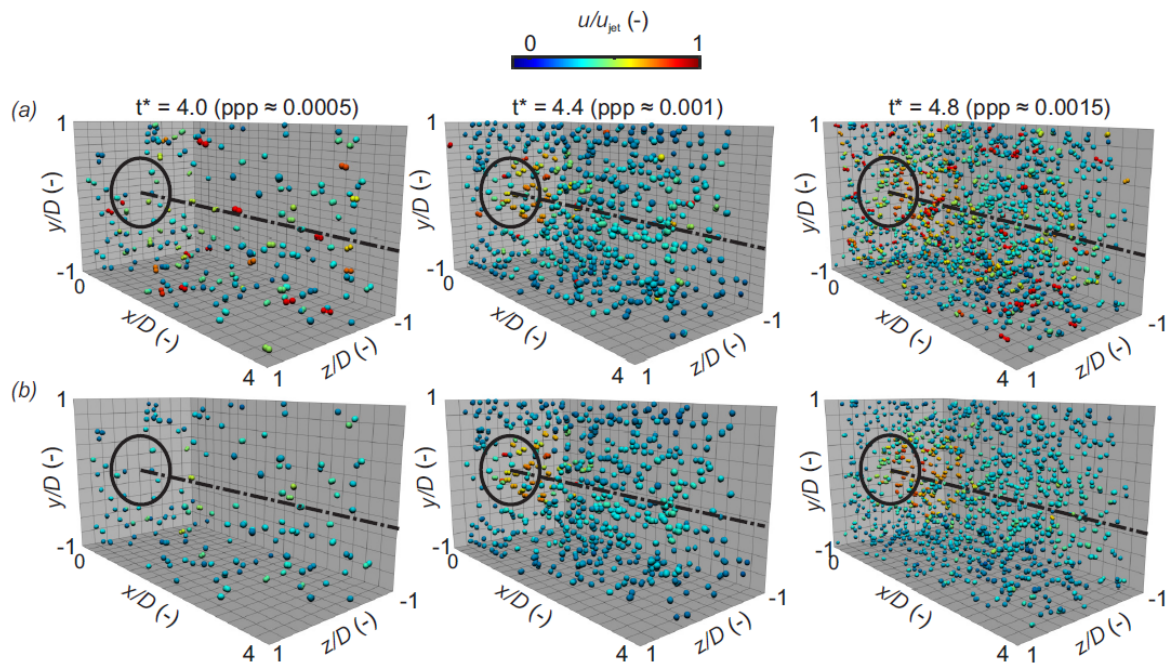 u/u_jet (-)
0 1
(a) t* = 4.0 (ppp ≈ 0.0005) t* = 4.4 (ppp ≈ 0.001) t* = 4.8 (ppp ≈ 0.0015)
1 1 1
y/D (-) y/D (-) y/D (-)
-1 -1 -1
0 0 0
x/D (-) x/D (-) x/D (-)
-1 -1 -1
z/D (-) z/D (-) z/D (-)
4 1 4 1 4 1
(b)
1 1 1
y/D (-) y/D (-) y/D (-)
-1 -1 -1
0 0 0
x/D (-) x/D (-) x/D (-)
-1 -1 -1
z/D (-) z/D (-) z/D (-)
4 1 4 1 4 1